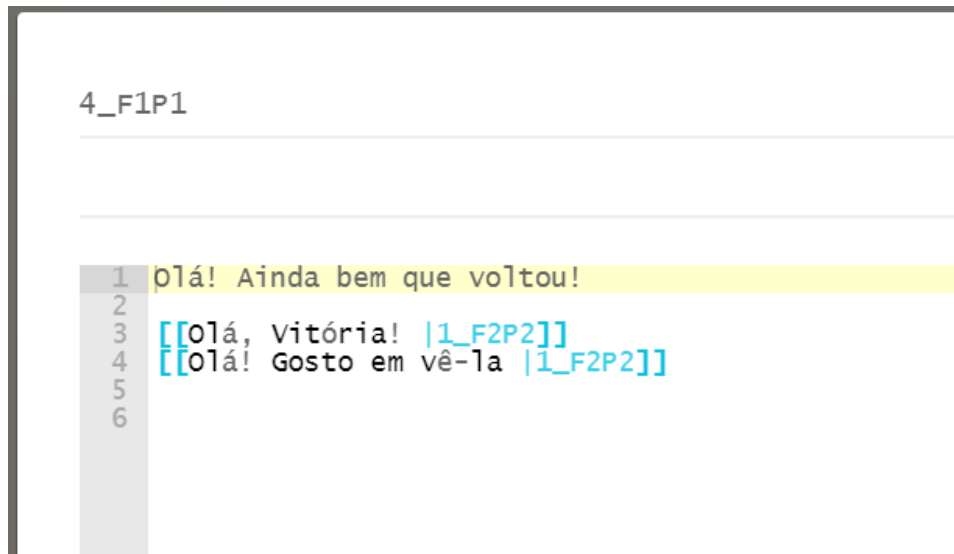 4_F1P1
1 Olá! Ainda bem que voltou!
2
3 [[Olá, Vitória! |1_F2P2]]
4 [[Olá! Gosto em vê-la |1_F2P2]]
5
6